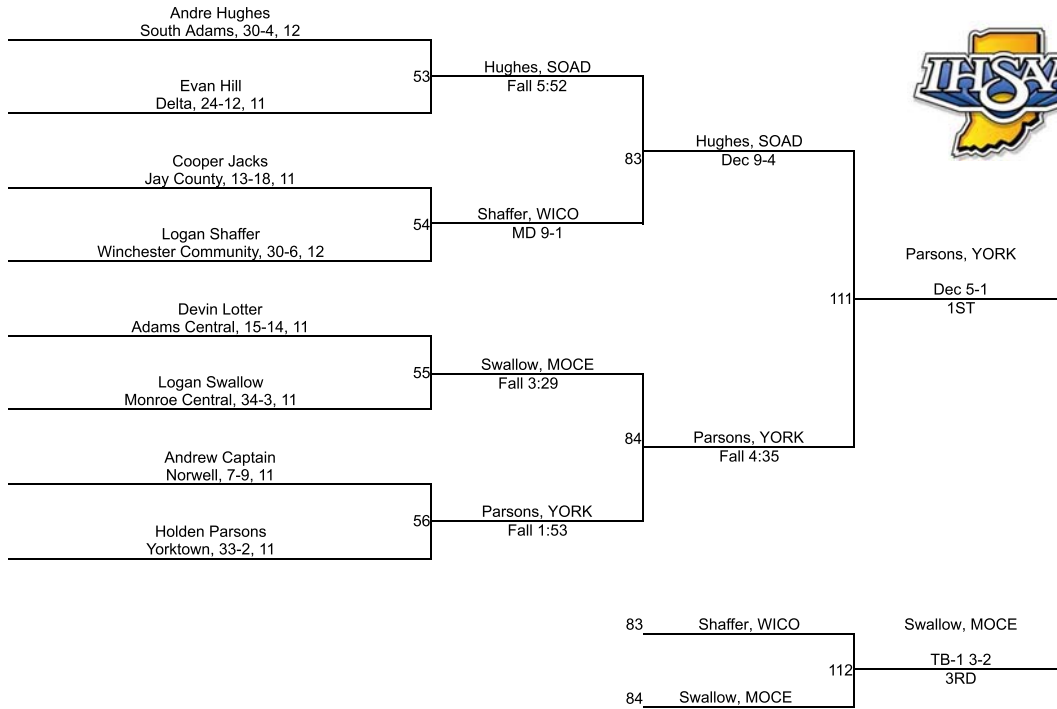 Andre Hughes
South Adams, 30-4, 12
53
Evan Hill
Delta, 24-12, 11
Hughes, SOAD
Fall 5:52
Cooper Jacks
Jay County, 13-18, 11
54
Logan Shaffer
Winchester Community, 30-6, 12
Shaffer, WICO
MD 9-1
83
Hughes, SOAD
Dec 9-4
Devin Lotter
Adams Central, 15-14, 11
55
Logan Swallow
Monroe Central, 34-3, 11
Swallow, MOCE
Fall 3:29
Andrew Captain
Norwell, 7-9, 11
56
Holden Parsons
Yorktown, 33-2, 11
Parsons, YORK
Fall 1:53
84
Parsons, YORK
Fall 4:35
111
Parsons, YORK
Dec 5-1
1ST
83
Shaffer, WICO
84
Swallow, MOCE
112
Swallow, MOCE
TB-1 3-2
3RD
IHSAA